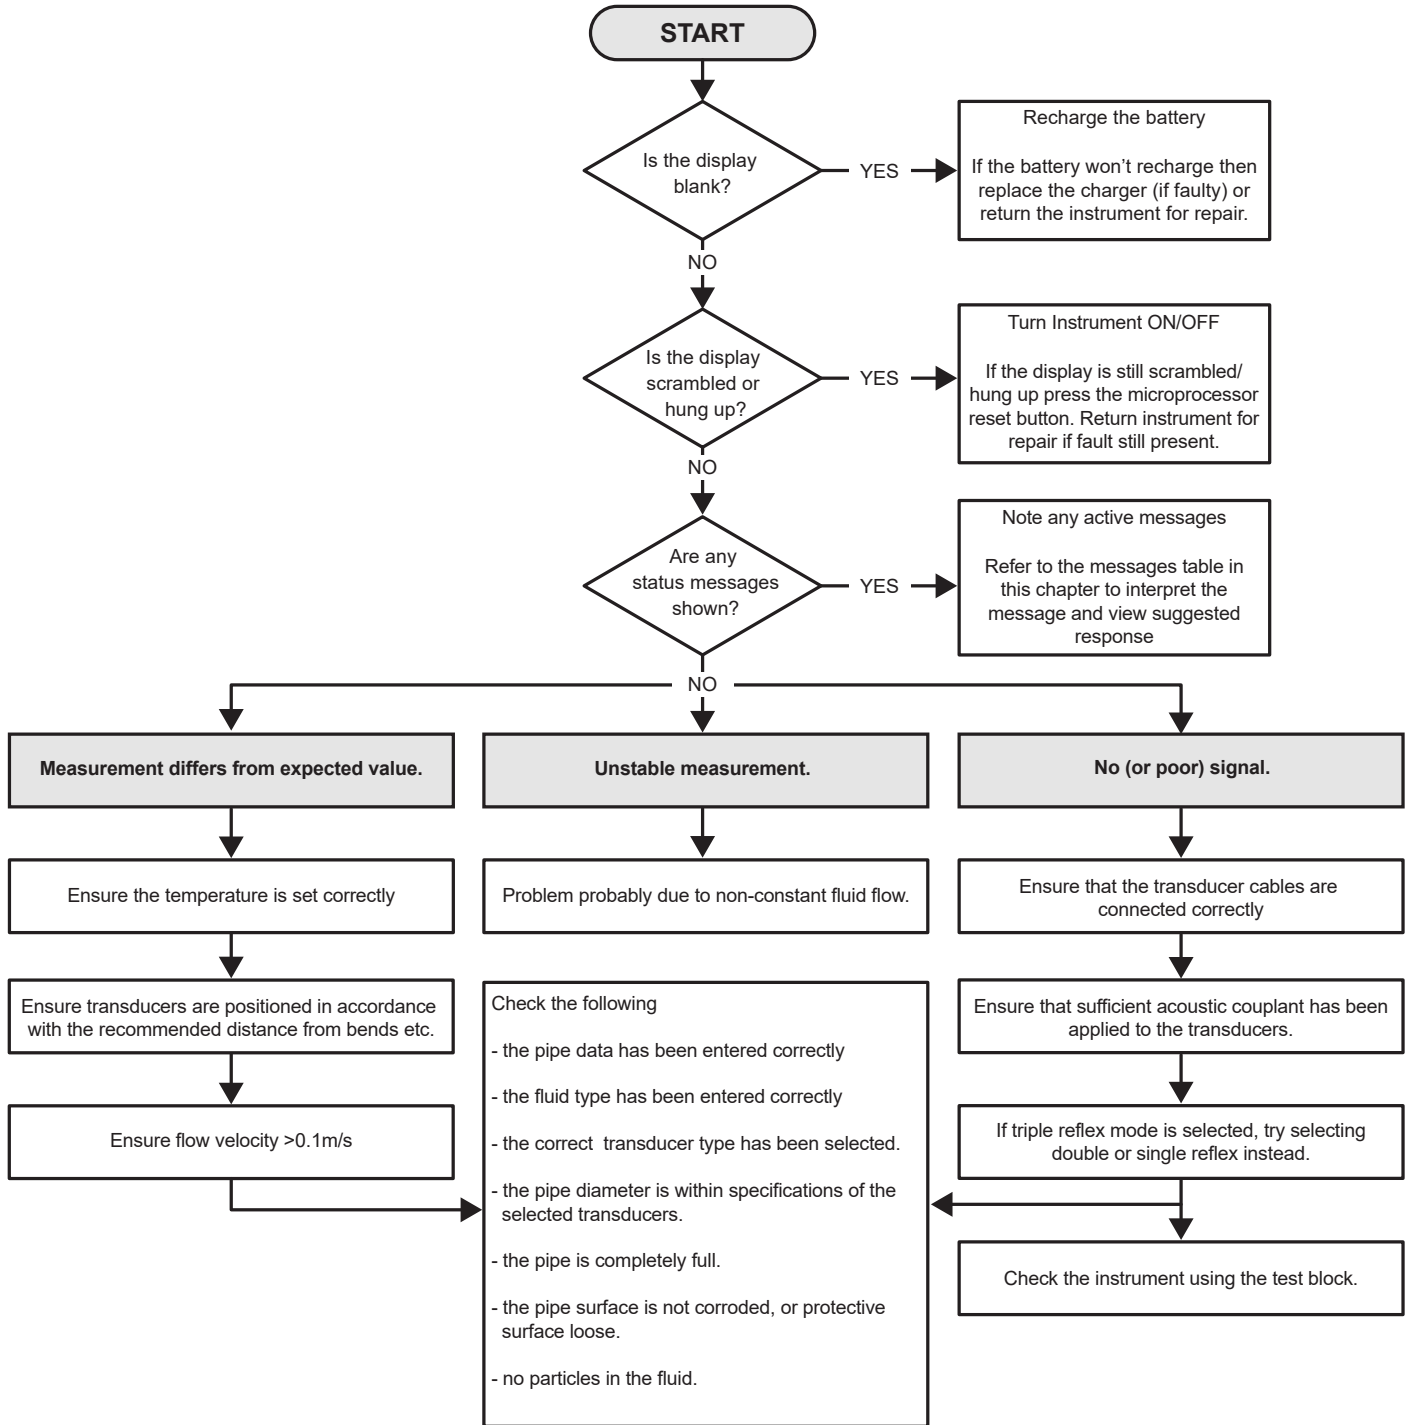 START
Is the display
blank?
YES
Recharge the battery
If the battery won’t recharge then
replace the charger (if faulty) or
return the instrument for repair.
NO
Is the display
scrambled or
hung up?
YES
Turn Instrument ON/OFF
If the display is still scrambled/
hung up press the microprocessor
reset button. Return instrument for
repair if fault still present.
NO
Are any
status messages
shown?
YES
Note any active messages
Refer to the messages table in
this chapter to interpret the
message and view suggested
response
NO
Measurement differs from expected value.
Unstable measurement.
No (or poor) signal.
Ensure the temperature is set correctly
Problem probably due to non-constant fluid flow.
Ensure that the transducer cables are
connected correctly
Ensure transducers are positioned in accordance
with the recommended distance from bends etc.
Ensure flow velocity >0.1m/s
Check the following
- the pipe data has been entered correctly
- the fluid type has been entered correctly
- the correct transducer type has been selected.
- the pipe diameter is within specifications of the
selected transducers.
- the pipe is completely full.
- the pipe surface is not corroded, or protective
surface loose.
- no particles in the fluid.
Ensure that sufficient acoustic couplant has been
applied to the transducers.
If triple reflex mode is selected, try selecting
double or single reflex instead.
Check the instrument using the test block.